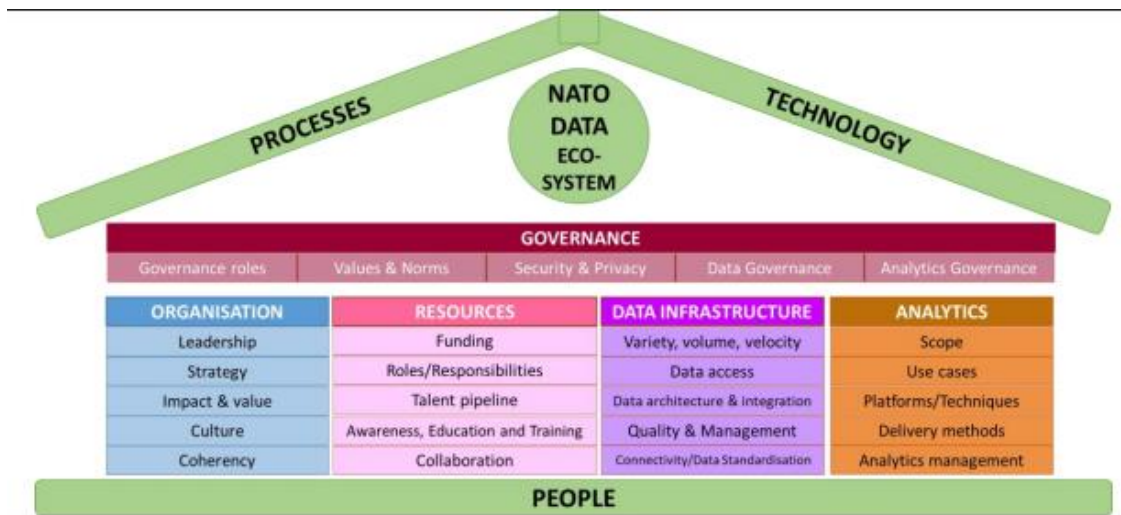 PROCESSES
TECHNOLOGY
NATO
DATA
ECO-
SYSTEM
GOVERNANCE
Governance roles
Values & Norms
Security & Privacy
Data Governance
Analytics Governance
ORGANISATION
Leadership
Strategy
Impact & value
Culture
Coherency
RESOURCES
Funding
Roles/Responsibilities
Talent pipeline
Awareness, Education and Training
Collaboration
DATA INFRASTRUCTURE
Variety, volume, velocity
Data access
Data architecture & Integration
Quality & Management
Connectivity/Data Standardisation
ANALYTICS
Scope
Use cases
Platforms/Techniques
Delivery methods
Analytics management
PEOPLE